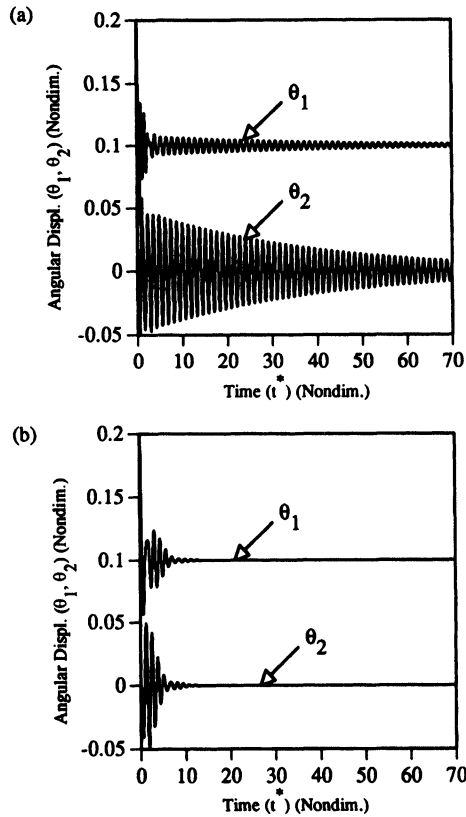 (a)
0.2
0.15
0.1
0.05
0
-0.05
Angular Displ. (θ1, θ2) (Nondim.)
θ1
θ2
0 10 20 30 40 50 60 70
Time (t*) (Nondim.)
(b)
0.2
0.15
0.1
0.05
0
-0.05
Angular Displ. (θ1, θ2) (Nondim.)
θ1
θ2
0 10 20 30 40 50 60 70
Time (t*) (Nondim.)